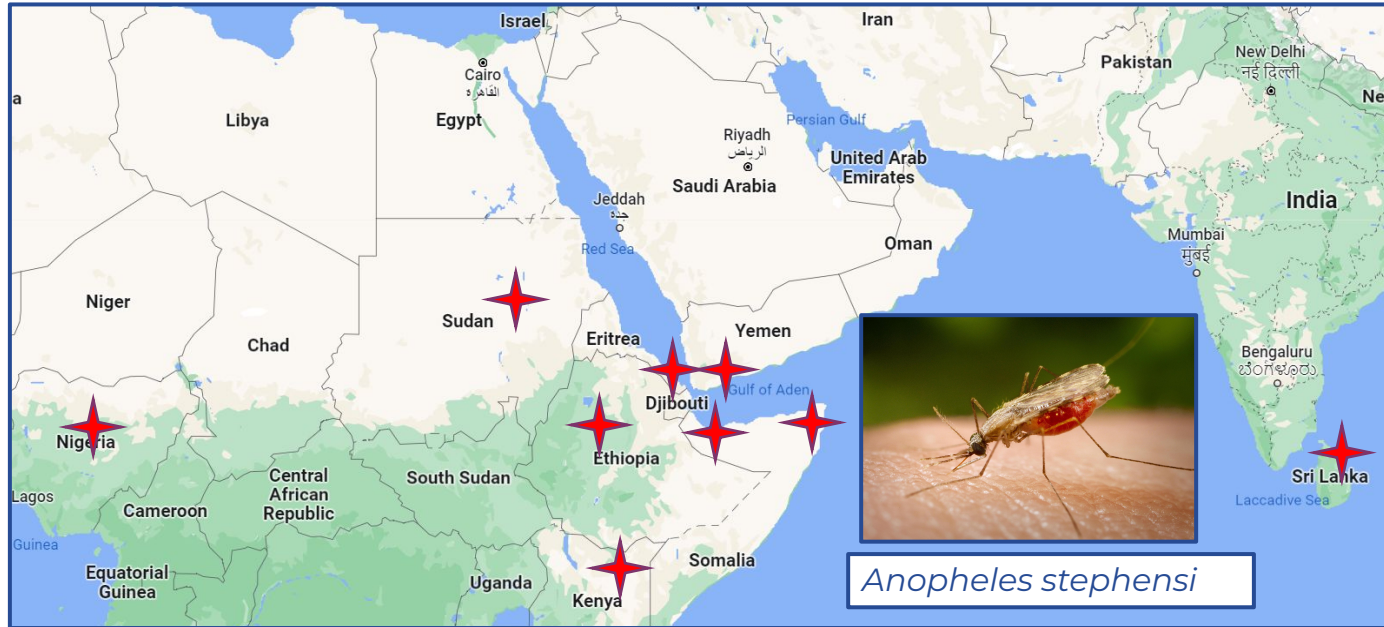 Israel
Iran
Cairo
القاهرة
Pakistan
New Delhi
नई दिल्ली
a
Libya
Egypt
Persian Gulf
Ne
Riyadh
الرياض
United Arab
Emirates
Saudi Arabia
Jeddah
جدة
India
Mumbai
मुंबई
Oman
Red Sea
Niger
Sudan
Chad
Eritrea
Yemen
Bengaluru
ಬೆಂಗಳೂರು
Gulf of Aden
Djibouti
Nigeria
Ethiopia
South Sudan
Central
African
Republic
Sri Lanka
Lagos
Cameroon
Laccadive Sea
Guinea
Somalia
Equatorial
Guinea
Uganda
Kenya
Anopheles stephensi